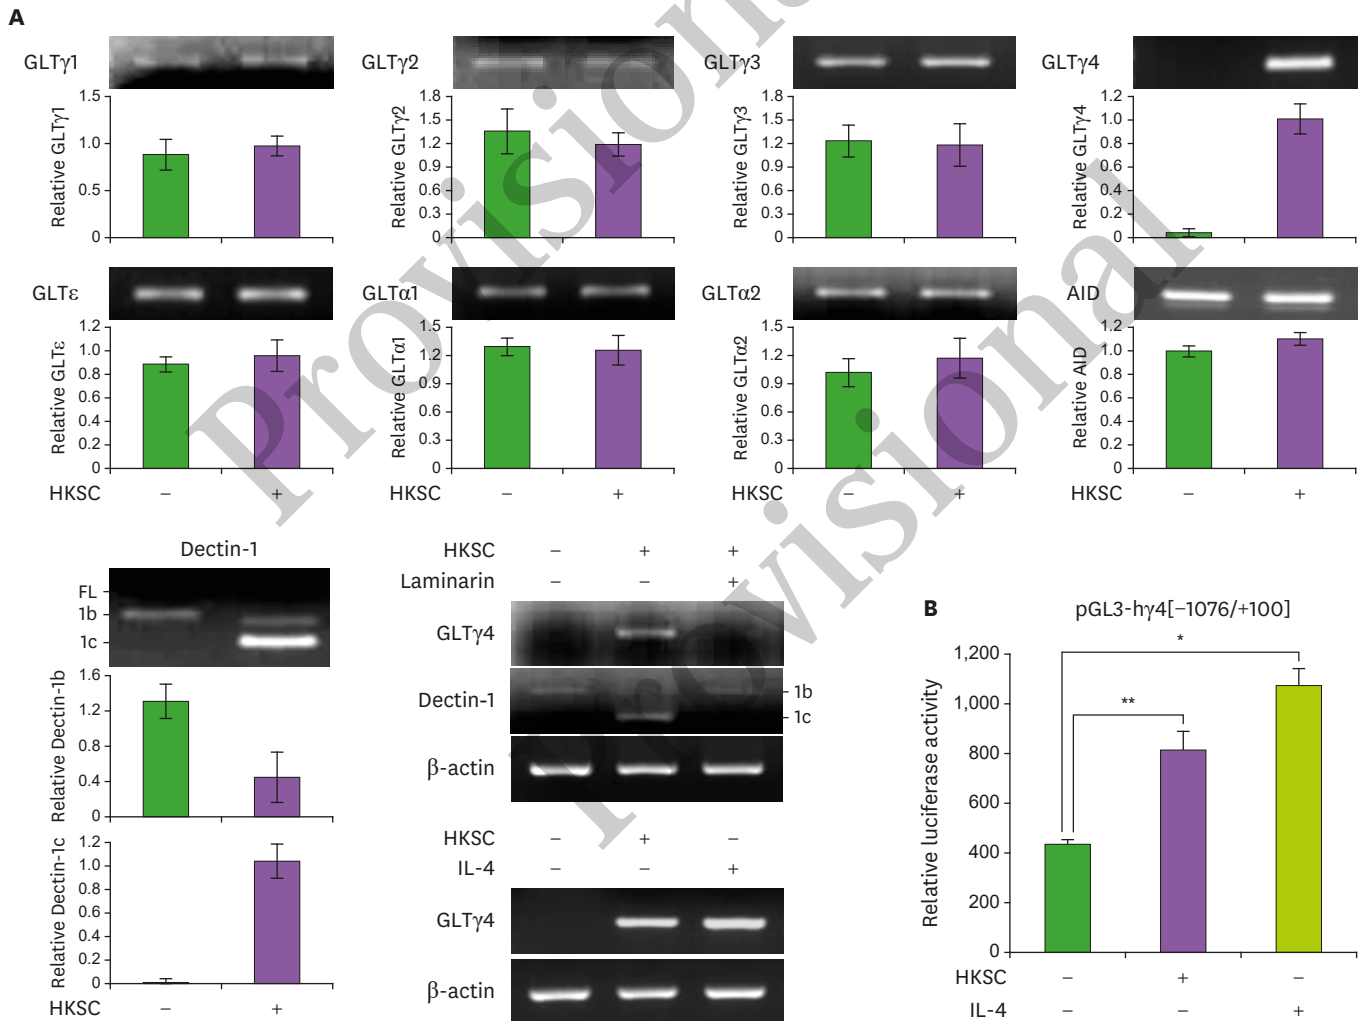 A
GLTγ1
GLTγ2
GLTγ3
GLTγ4
Relative GLTγ1
1.5
1.0
0.5
0
Relative GLTγ2
1.8
1.5
1.2
0.9
0.6
0.3
0
Relative GLTγ3
1.8
1.5
1.2
0.9
0.6
0.3
0
Relative GLTγ4
1.2
1.0
0.8
0.6
0.4
0.2
0
GLTε
GLTα1
GLTα2
AID
Relative GLTε
1.2
1.0
0.8
0.6
0.4
0.2
0
Relative GLTα1
1.5
1.2
0.9
0.6
0.3
0
Relative GLTα2
1.5
1.2
0.9
0.6
0.3
0
Relative AID
1.2
1.0
0.8
0.6
0.4
0.2
0
HKSC − +
HKSC − +
HKSC − +
HKSC − +
Dectin-1
FL
1b
1c
Relative Dectin-1b
1.6
1.2
0.8
0.4
0
Relative Dectin-1c
1.2
1.0
0.8
0.6
0.4
0.2
0
HKSC − +
HKSC − + +
Laminarin − − +
GLTγ4
Dectin-1
1b
1c
β-actin
HKSC − + −
IL-4 − − +
GLTγ4
β-actin
B
pGL3-hγ4[−1076/+100]
*
**
Relative luciferase activity
1,200
1,000
800
600
400
200
0
HKSC − + −
IL-4 − − +
Provisional
Provisional